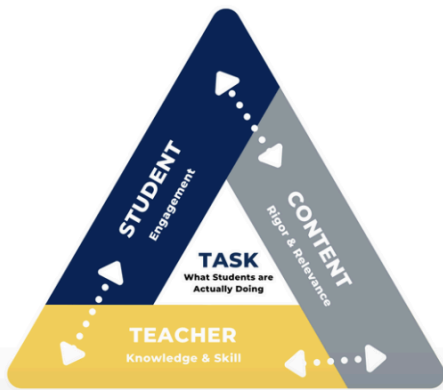 STUDENT
Engagement
CONTENT
Rigor & Relevance
TASK
What Students are
Actually Doing
TEACHER
Knowledge & Skill